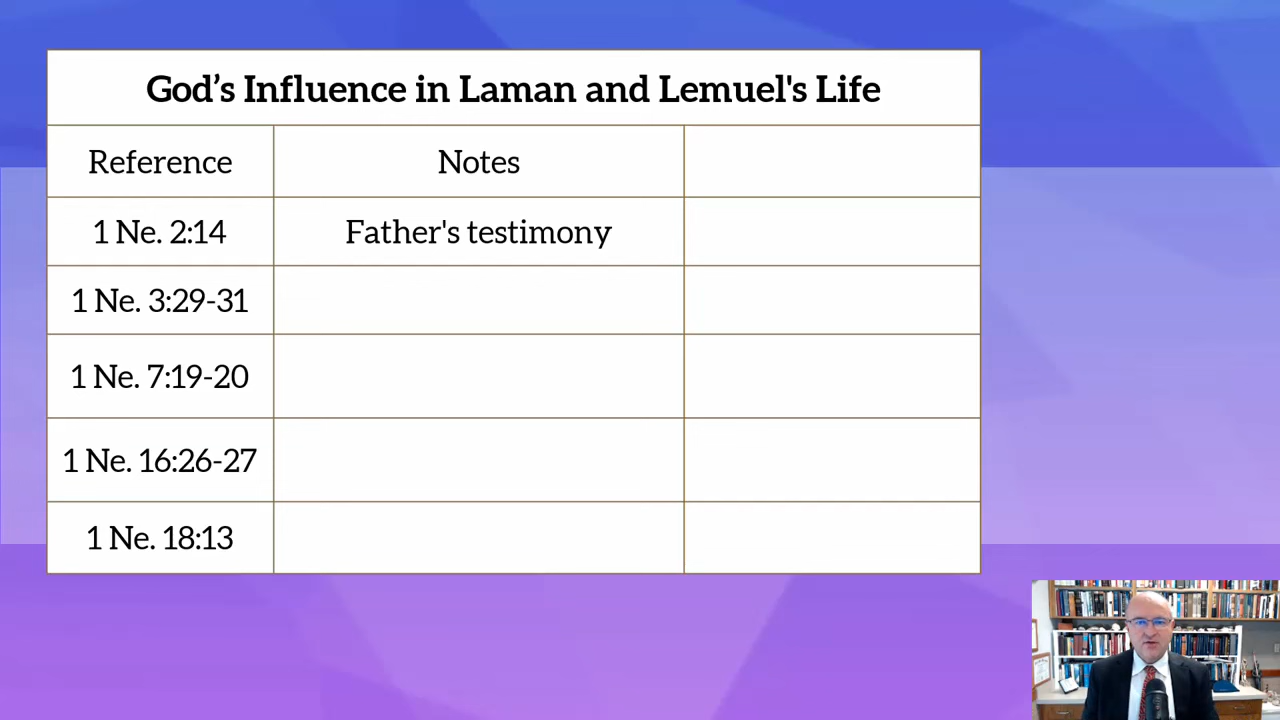 God’s Influence in Laman and Lemuel's Life
Reference Notes
1 Ne. 2:14 Father's testimony
1 Ne. 3:29-31
1 Ne. 7:19-20
1 Ne. 16:26-27
1 Ne. 18:13